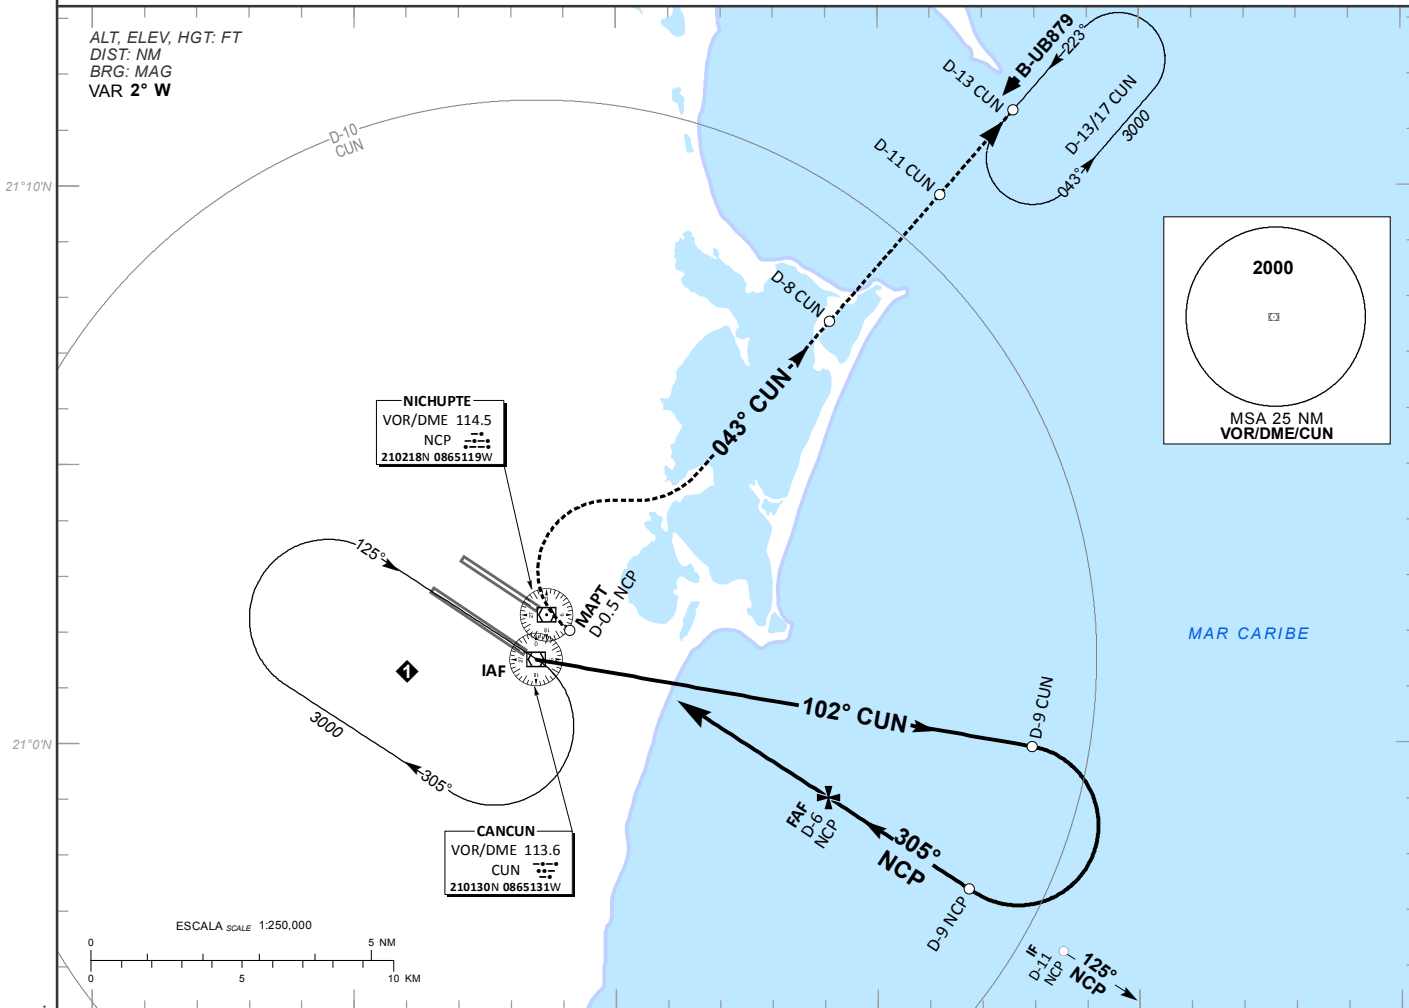 ALT, ELEV, HGT: FT
DIST: NM
BRG: MAG
VAR 2° W
D-10
CUN
21°10'N
B-UB879
223°
D-13 CUN
D-13/17 CUN
3000
043°
D-11 CUN
D-8 CUN
2000
MSA 25 NM
VOR/DME/CUN
043° CUN
NICHUPTE
VOR/DME 114.5
NCP
210218N 0865119W
125°
MAPT
D-0.5 NCP
IAF
1
3000
305°
MAR CARIBE
102° CUN
D-9 CUN
21°0'N
FAF
D-6
NCP
305°
NCP
D-9 NCP
CANCUN
VOR/DME 113.6
CUN
210130N 0865131W
IF
D-11
NCP
125°
NCP
ESCALA SCALE 1:250,000
0 5 NM
0 5 10 KM